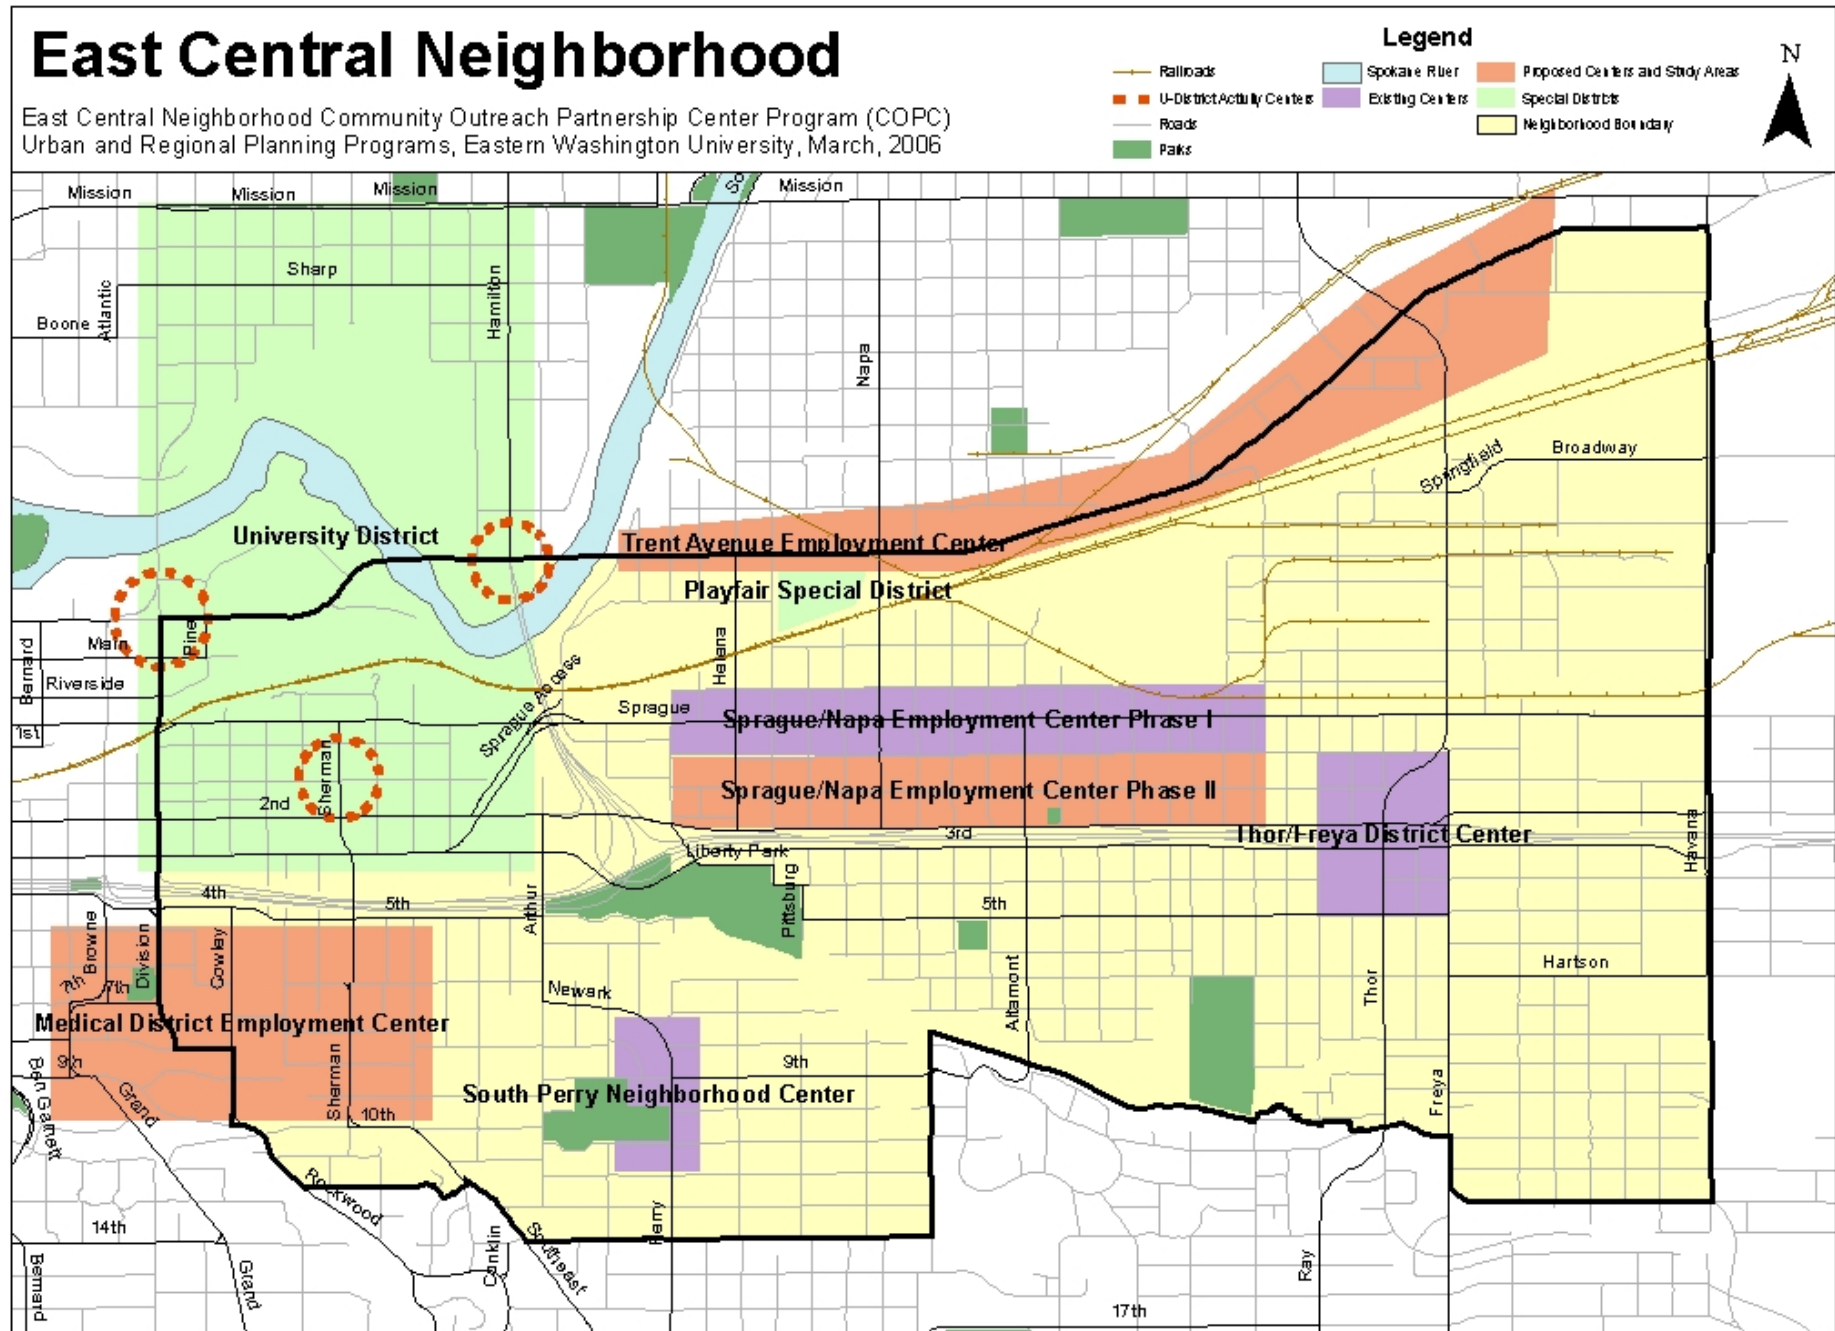 East Central Neighborhood
East Central Neighborhood Community Outreach Partnership Center Program (COPC)
Urban and Regional Planning Programs, Eastern Washington University, March, 2006
Legend
Railroads
U-District Activity Centers
Roads
Parks
Spokane River
Existing Centers
Proposed Centers and Study Areas
Special Districts
Neighborhood Boundary
N
Mission
Mission
Mission
So
Mission
Sharp
Hamilton
Atlantic
Boone
Napa
Springfield
Broadway
University District
Trent Avenue Employment Center
Playfair Special District
Main
Pine
Bernard
Riverside
1st
Helena
Sprague Access
Sprague
Sprague/Napa Employment Center Phase I
Sherman
2nd
Sprague/Napa Employment Center Phase II
3rd
Thor/Freya District Center
Havana
Liberty Park
Pittsburg
4th
5th
Arthur
5th
Browne
Division
Cowley
7th
7th
Newark
Altamont
Thor
Hartson
Medical District Employment Center
9th
Ben Garnett
Grand
Sherman
10th
9th
South Perry Neighborhood Center
Freya
Rockwood
14th
Perry
Conklin
Southeast
Bernard
Grand
Ray
17th